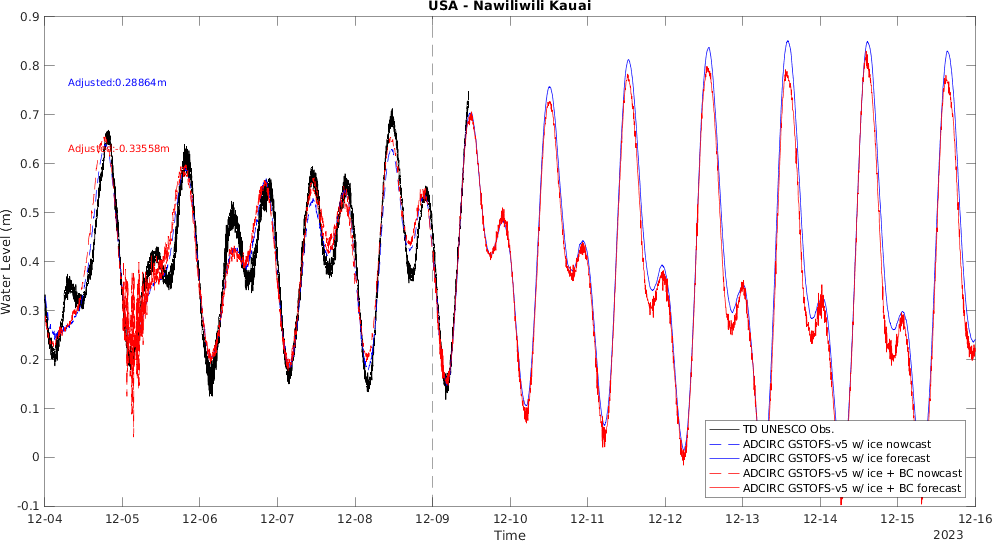 USA - Nawiliwili Kauai
0.9
0.8
Adjusted:0.28864m
0.7
Adjusted:-0.33558m
0.6
0.5
Water Level (m)
0.4
0.3
0.2
0.1
0
-0.1
TD UNESCO Obs.
ADCIRC GSTOFS-v5 w/ ice nowcast
ADCIRC GSTOFS-v5 w/ ice forecast
ADCIRC GSTOFS-v5 w/ ice + BC nowcast
ADCIRC GSTOFS-v5 w/ ice + BC forecast
12-04 12-05 12-06 12-07 12-08 12-09 12-10 12-11 12-12 12-13 12-14 12-15 12-16
Time
2023